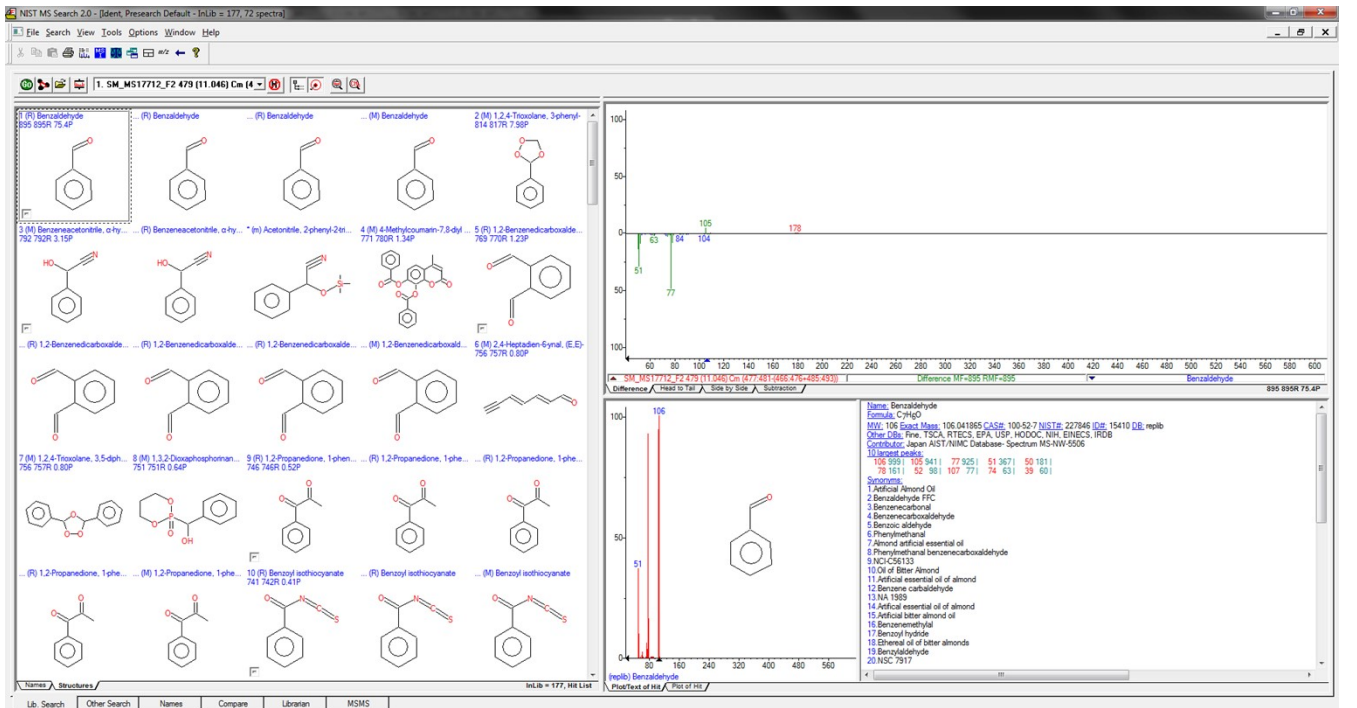 NIST MS Search 2.0 - [Ident, Presearch Default - InLib = 177, 72 spectra]
File Search View Tools Options Window Help
1. SM_MS17712_F2 479 (11.046) Cm (4
1 (R) Benzaldehyde
895 895R 75.4P
... (R) Benzaldehyde
... (R) Benzaldehyde
... (M) Benzaldehyde
2 (M) 1,2,4-Trioxolane, 3-phenyl-
814 817R 7.98P
3 (M) Benzeneacetonitrile, α-hy...
792 792R 3.15P
... (R) Benzeneacetonitrile, α-hy...
* (m) Acetonitrile, 2-phenyl-2-tri...
4 (M) 4-Methylcoumarin-7,8-diyl ...
771 780R 1.34P
5 (R) 1,2-Benzenedicarboxalde...
769 770R 1.23P
... (R) 1,2-Benzenedicarboxalde...
... (R) 1,2-Benzenedicarboxalde...
... (R) 1,2-Benzenedicarboxalde...
... (M) 1,2-Benzenedicarboxald...
6 (M) 2,4-Heptadien-6-ynal, (E,E)-
756 757R 0.80P
7 (M) 1,2,4-Trioxolane, 3,5-diph...
756 757R 0.80P
8 (M) 1,3,2-Dioxaphosphorinan...
751 751R 0.64P
9 (R) 1,2-Propanedione, 1-phen...
746 746R 0.52P
... (R) 1,2-Propanedione, 1-phe...
... (R) 1,2-Propanedione, 1-phe...
... (R) 1,2-Propanedione, 1-phe...
... (M) 1,2-Propanedione, 1-phe...
10 (R) Benzoyl isothiocyanate
741 742R 0.41P
... (R) Benzoyl isothiocyanate
... (M) Benzoyl isothiocyanate
Names Structures
InLib = 177, Hit List
100
50
0
50
100
105
178
51
63
77
84
104
60 80 100 120 140 160 180 200 220 240 260 280 300 320 340 360 380 400 420 440 460 480 500 520 540 560 580 600
SM_MS17712_F2 479 (11.046) Cm (477:481-(466:476+485:493))
Difference MF=895 RMF=895
Benzaldehyde
Difference Head to Tail Side by Side Subtraction
895 895R 75.4P
100
50
0
106
51
80 160 240 320 400 480 560
(replib) Benzaldehyde
Plot/Text of Hit Plot of Hit
Name: Benzaldehyde
Formula: C7H6O
MW: 106 Exact Mass: 106.041865 CAS#: 100-52-7 NIST#: 227846 ID#: 15410 DB: replib
Other DBs: Fine, TSCA, RTECS, EPA, USP, HODOC, NIH, EINECS, IRDB
Contributor: Japan AIST/NIMC Database- Spectrum MS-NW-5506
10 largest peaks:
106 999 | 105 941 | 77 925 | 51 367 | 50 181 |
78 161 | 52 98 | 107 77 | 74 63 | 39 60 |
Synonyms:
1.Artificial Almond Oil
2.Benzaldehyde FFC
3.Benzenecarbonal
4.Benzenecarboxaldehyde
5.Benzoic aldehyde
6.Phenylmethanal
7.Almond artificial essential oil
8.Phenylmethanal benzenecarboxaldehyde
9.NCI-C56133
10.Oil of Bitter Almond
11.Artificial essential oil of almond
12.Benzene carbaldehyde
13.NA 1989
14.Artifical essential oil of almond
15.Artificial bitter almond oil
16.Benzenemethylal
17.Benzoyl hydride
18.Ethereal oil of bitter almonds
19.Benzylaldehyde
20.NSC 7917
Lib. Search Other Search Names Compare Librarian MSMS